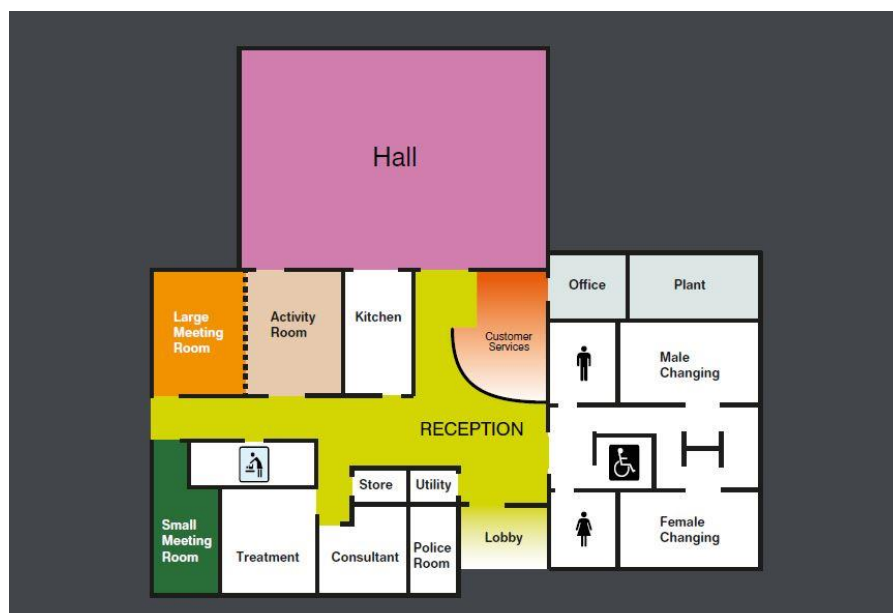 Hall
Office
Plant
Large
Meeting
Room
Activity
Room
Kitchen
Customer
Services
Male
Changing
RECEPTION
Store
Utility
Small
Meeting
Room
Treatment
Consultant
Police
Room
Lobby
Female
Changing